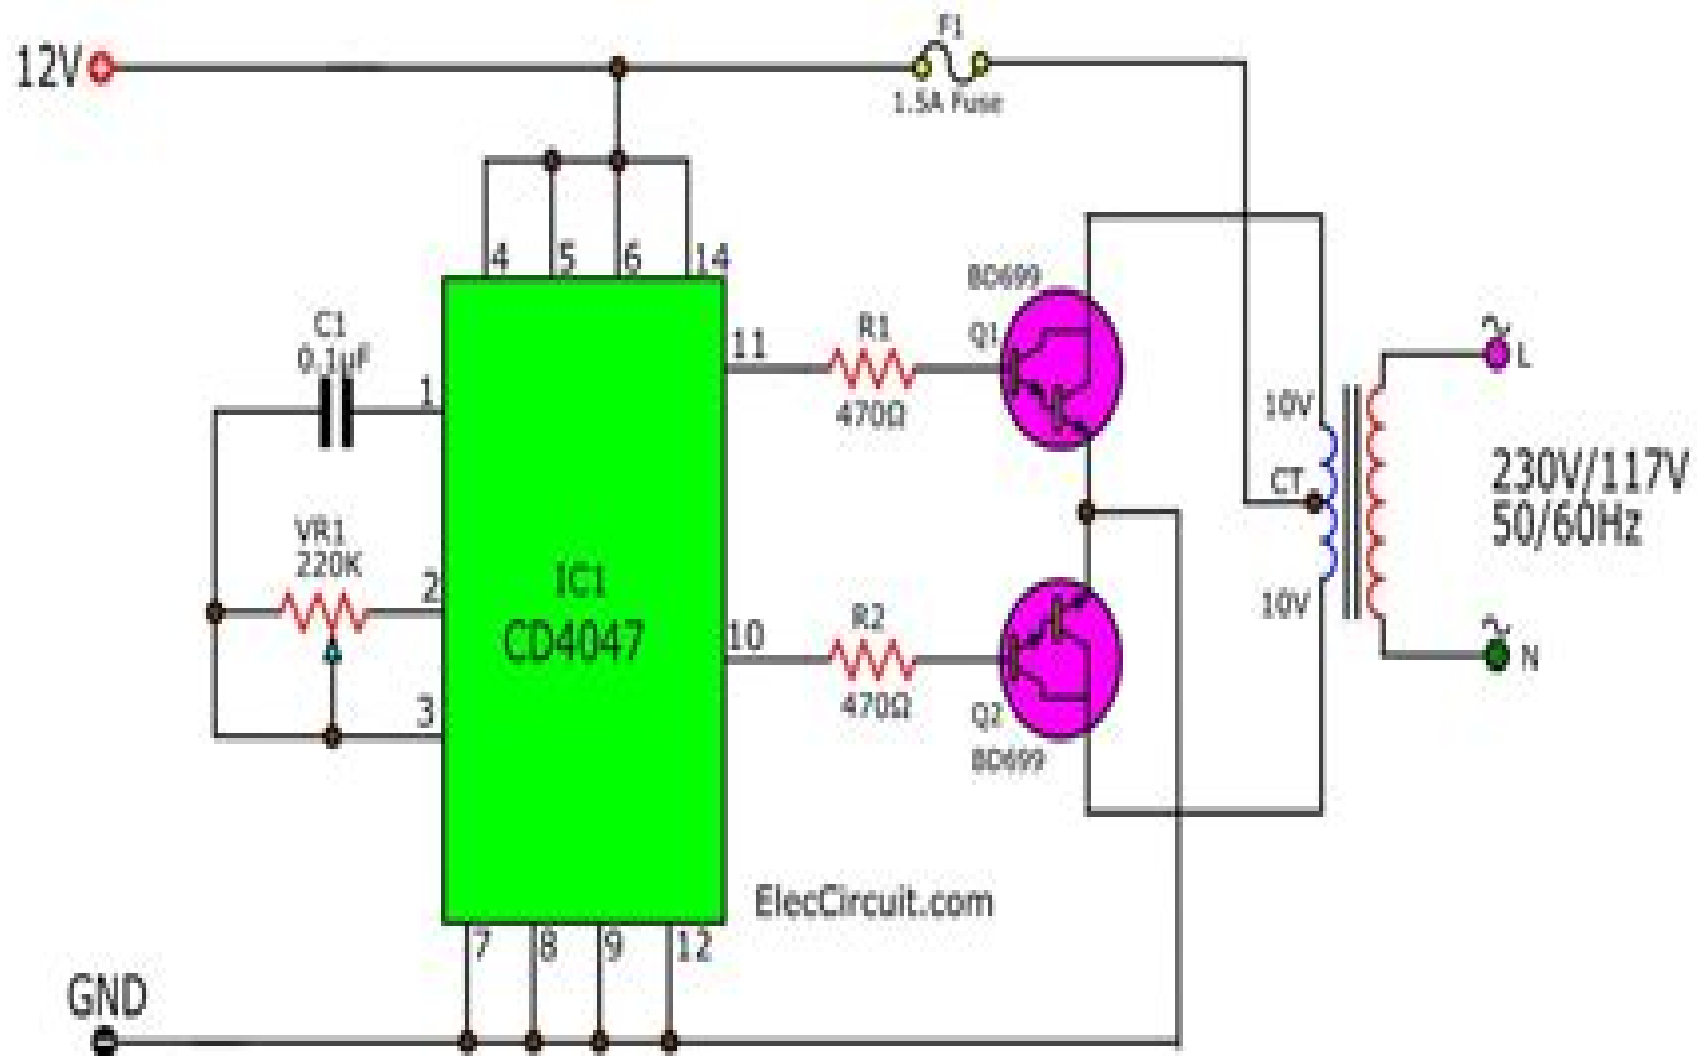 12V
F1
1.5A Fuse
4 5 6 14
BD699
Q1
C1
0.1µF
1
11
R1
470Ω
VR1
220K
2
3
IC1
CD4047
10
R2
470Ω
Q2
BD699
10V
CT
10V
~
L
230V/117V
50/60Hz
~
N
ElecCircuit.com
7 8 9 12
GND